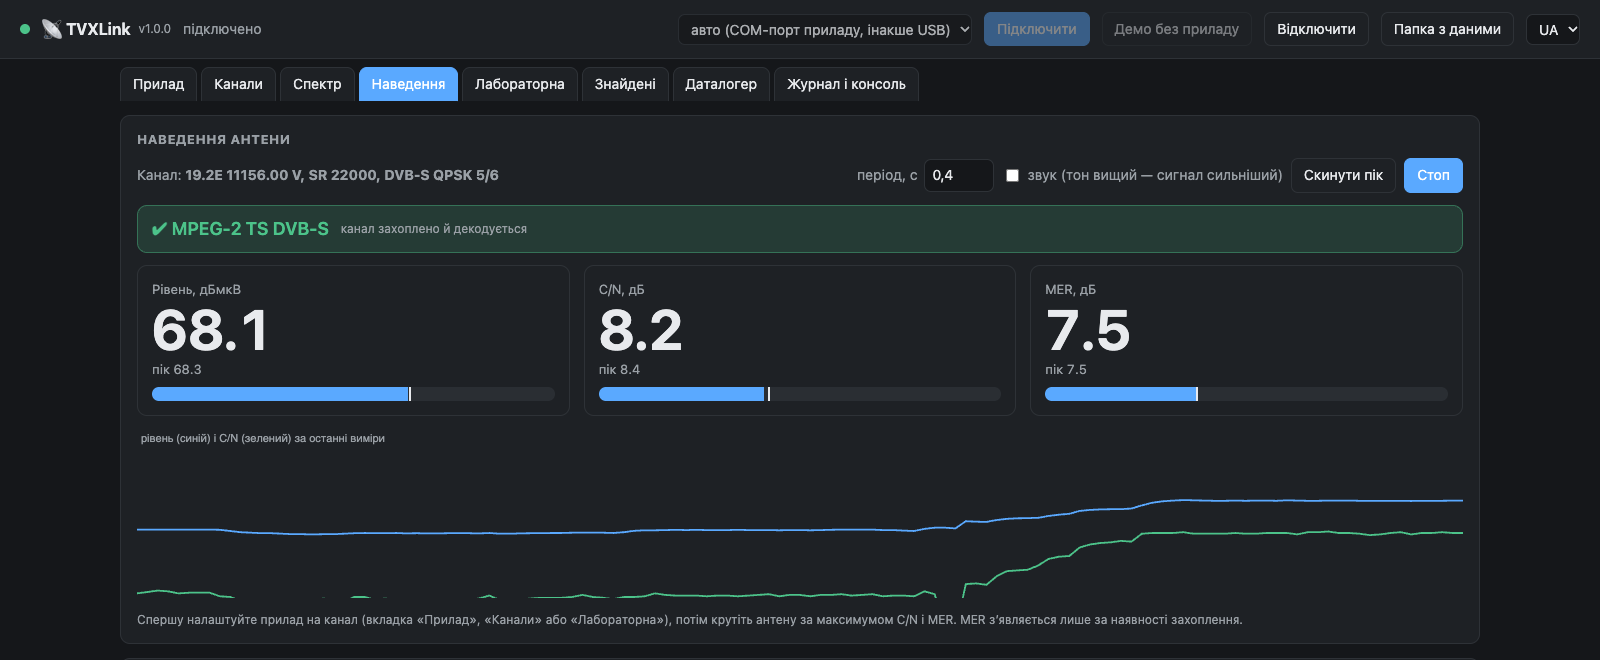 TVXLink v1.0.0 підключено авто (COM-порт приладу, інакше USB) Підключити Демо без приладу Відключити Папка з даними UA
Прилад Канали Спектр Наведення Лабораторна Знайдені Даталогер Журнал і консоль
НАВЕДЕННЯ АНТЕНИ
Канал: 19.2E 11156.00 V, SR 22000, DVB-S QPSK 5/6 період, с 0,4 звук (тон вищий — сигнал сильніший) Скинути пік Стоп
✔ MPEG-2 TS DVB-S канал захоплено й декодується
Рівень, дБмкВ
68.1
пік 68.3
C/N, дБ
8.2
пік 8.4
MER, дБ
7.5
пік 7.5
рівень (синій) і C/N (зелений) за останні виміри
Спершу налаштуйте прилад на канал (вкладка «Прилад», «Канали» або «Лабораторна»), потім крутіть антену за максимумом C/N і MER. MER з’являється лише за наявності захоплення.